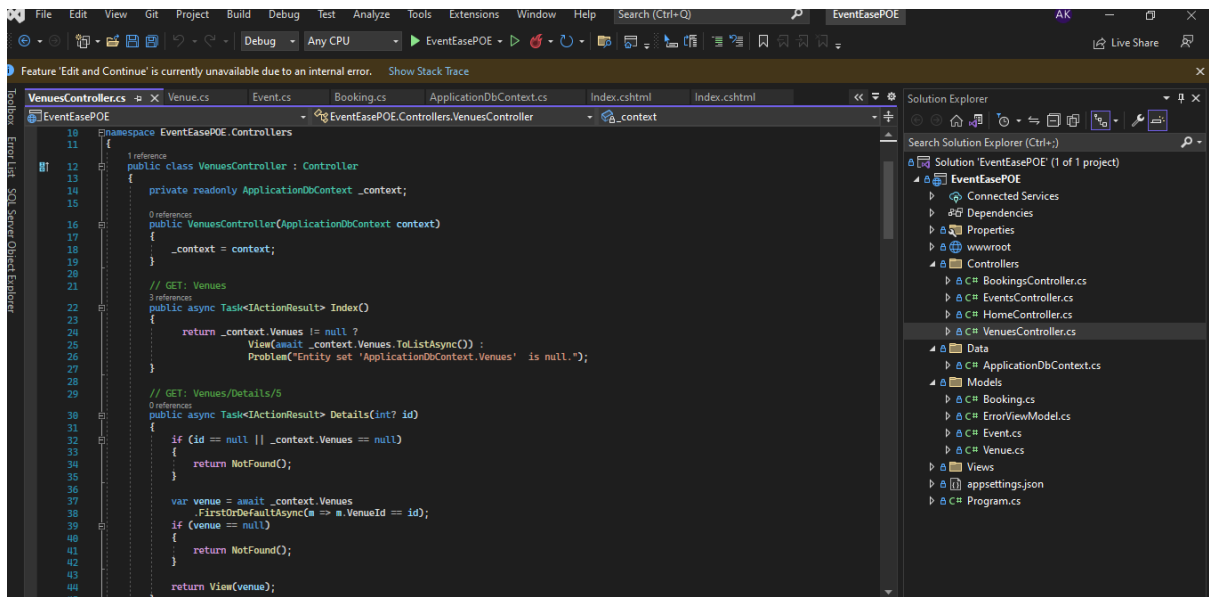 File Edit View Git Project Build Debug Test Analyze Tools Extensions Window Help Search (Ctrl+Q) EventEasePOE AK
Debug Any CPU EventEasePOE Live Share
Feature 'Edit and Continue' is currently unavailable due to an internal error. Show Stack Trace
Toolbox
Error List
SQL Server Object Explorer
VenuesController.cs Venue.cs Event.cs Booking.cs ApplicationDbContext.cs Index.cshtml Index.cshtml
EventEasePOE EventEasePOE.Controllers.VenuesController _context
10 namespace EventEasePOE.Controllers
11 {
1 reference
12 public class VenuesController : Controller
13 {
14 private readonly ApplicationDbContext _context;
15
0 references
16 public VenuesController(ApplicationDbContext context)
17 {
18 _context = context;
19 }
20
21 // GET: Venues
3 references
22 public async Task<IActionResult> Index()
23 {
24 return _context.Venues != null ?
25 View(await _context.Venues.ToListAsync()) :
26 Problem("Entity set 'ApplicationDbContext.Venues' is null.");
27 }
28
29 // GET: Venues/Details/5
0 references
30 public async Task<IActionResult> Details(int? id)
31 {
32 if (id == null || _context.Venues == null)
33 {
34 return NotFound();
35 }
36
37 var venue = await _context.Venues
38 .FirstOrDefaultAsync(m => m.VenueId == id);
39 if (venue == null)
40 {
41 return NotFound();
42 }
43
44 return View(venue);
Solution Explorer
Search Solution Explorer (Ctrl+;)
Solution 'EventEasePOE' (1 of 1 project)
EventEasePOE
Connected Services
Dependencies
Properties
wwwroot
Controllers
C# BookingsController.cs
C# EventsController.cs
C# HomeController.cs
C# VenuesController.cs
Data
C# ApplicationDbContext.cs
Models
C# Booking.cs
C# ErrorViewModel.cs
C# Event.cs
C# Venue.cs
Views
appsettings.json
C# Program.cs